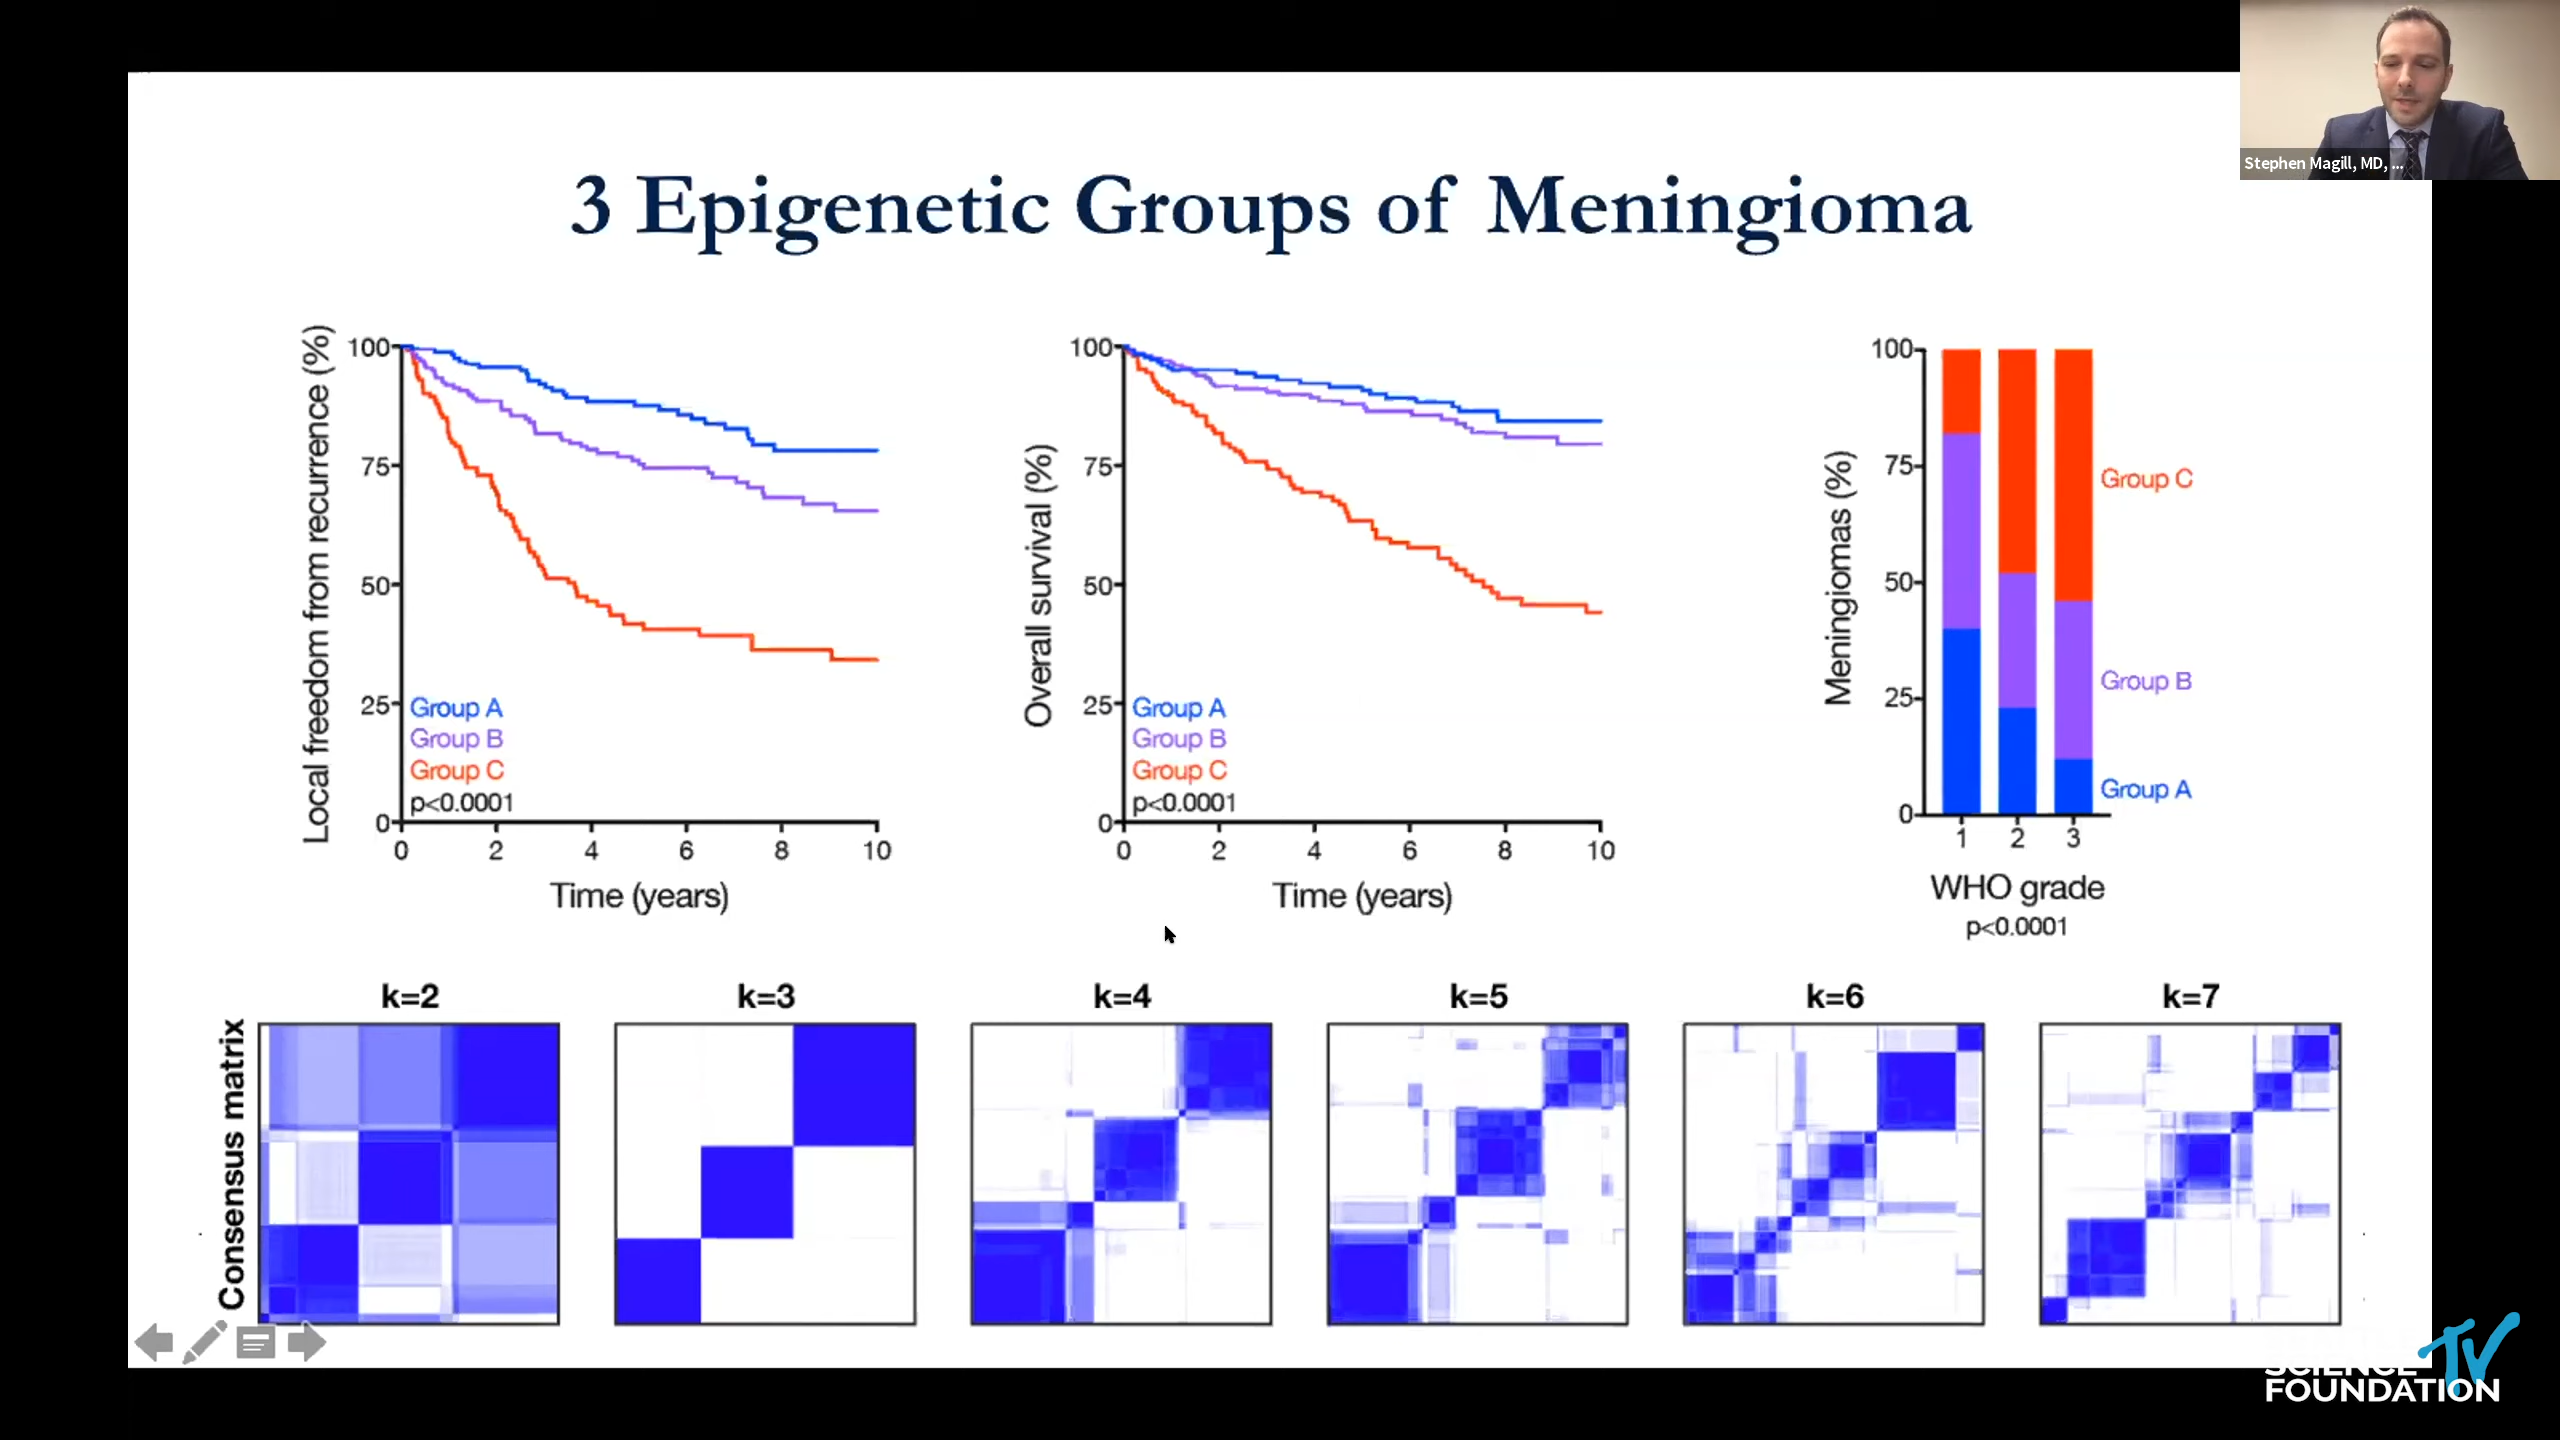 Stephen Magill, MD, ...
3 Epigenetic Groups of Meningioma
Local freedom from recurrence (%)
100
75
50
25
0
Group A
Group B
Group C
p<0.0001
0 2 4 6 8 10
Time (years)
Overall survival (%)
100
75
50
25
0
Group A
Group B
Group C
p<0.0001
0 2 4 6 8 10
Time (years)
Meningiomas (%)
100
75
50
25
0
Group C
Group B
Group A
1 2 3
WHO grade
p<0.0001
k=2 k=3 k=4 k=5 k=6 k=7
Consensus matrix
TV
SCIENCE
FOUNDATION